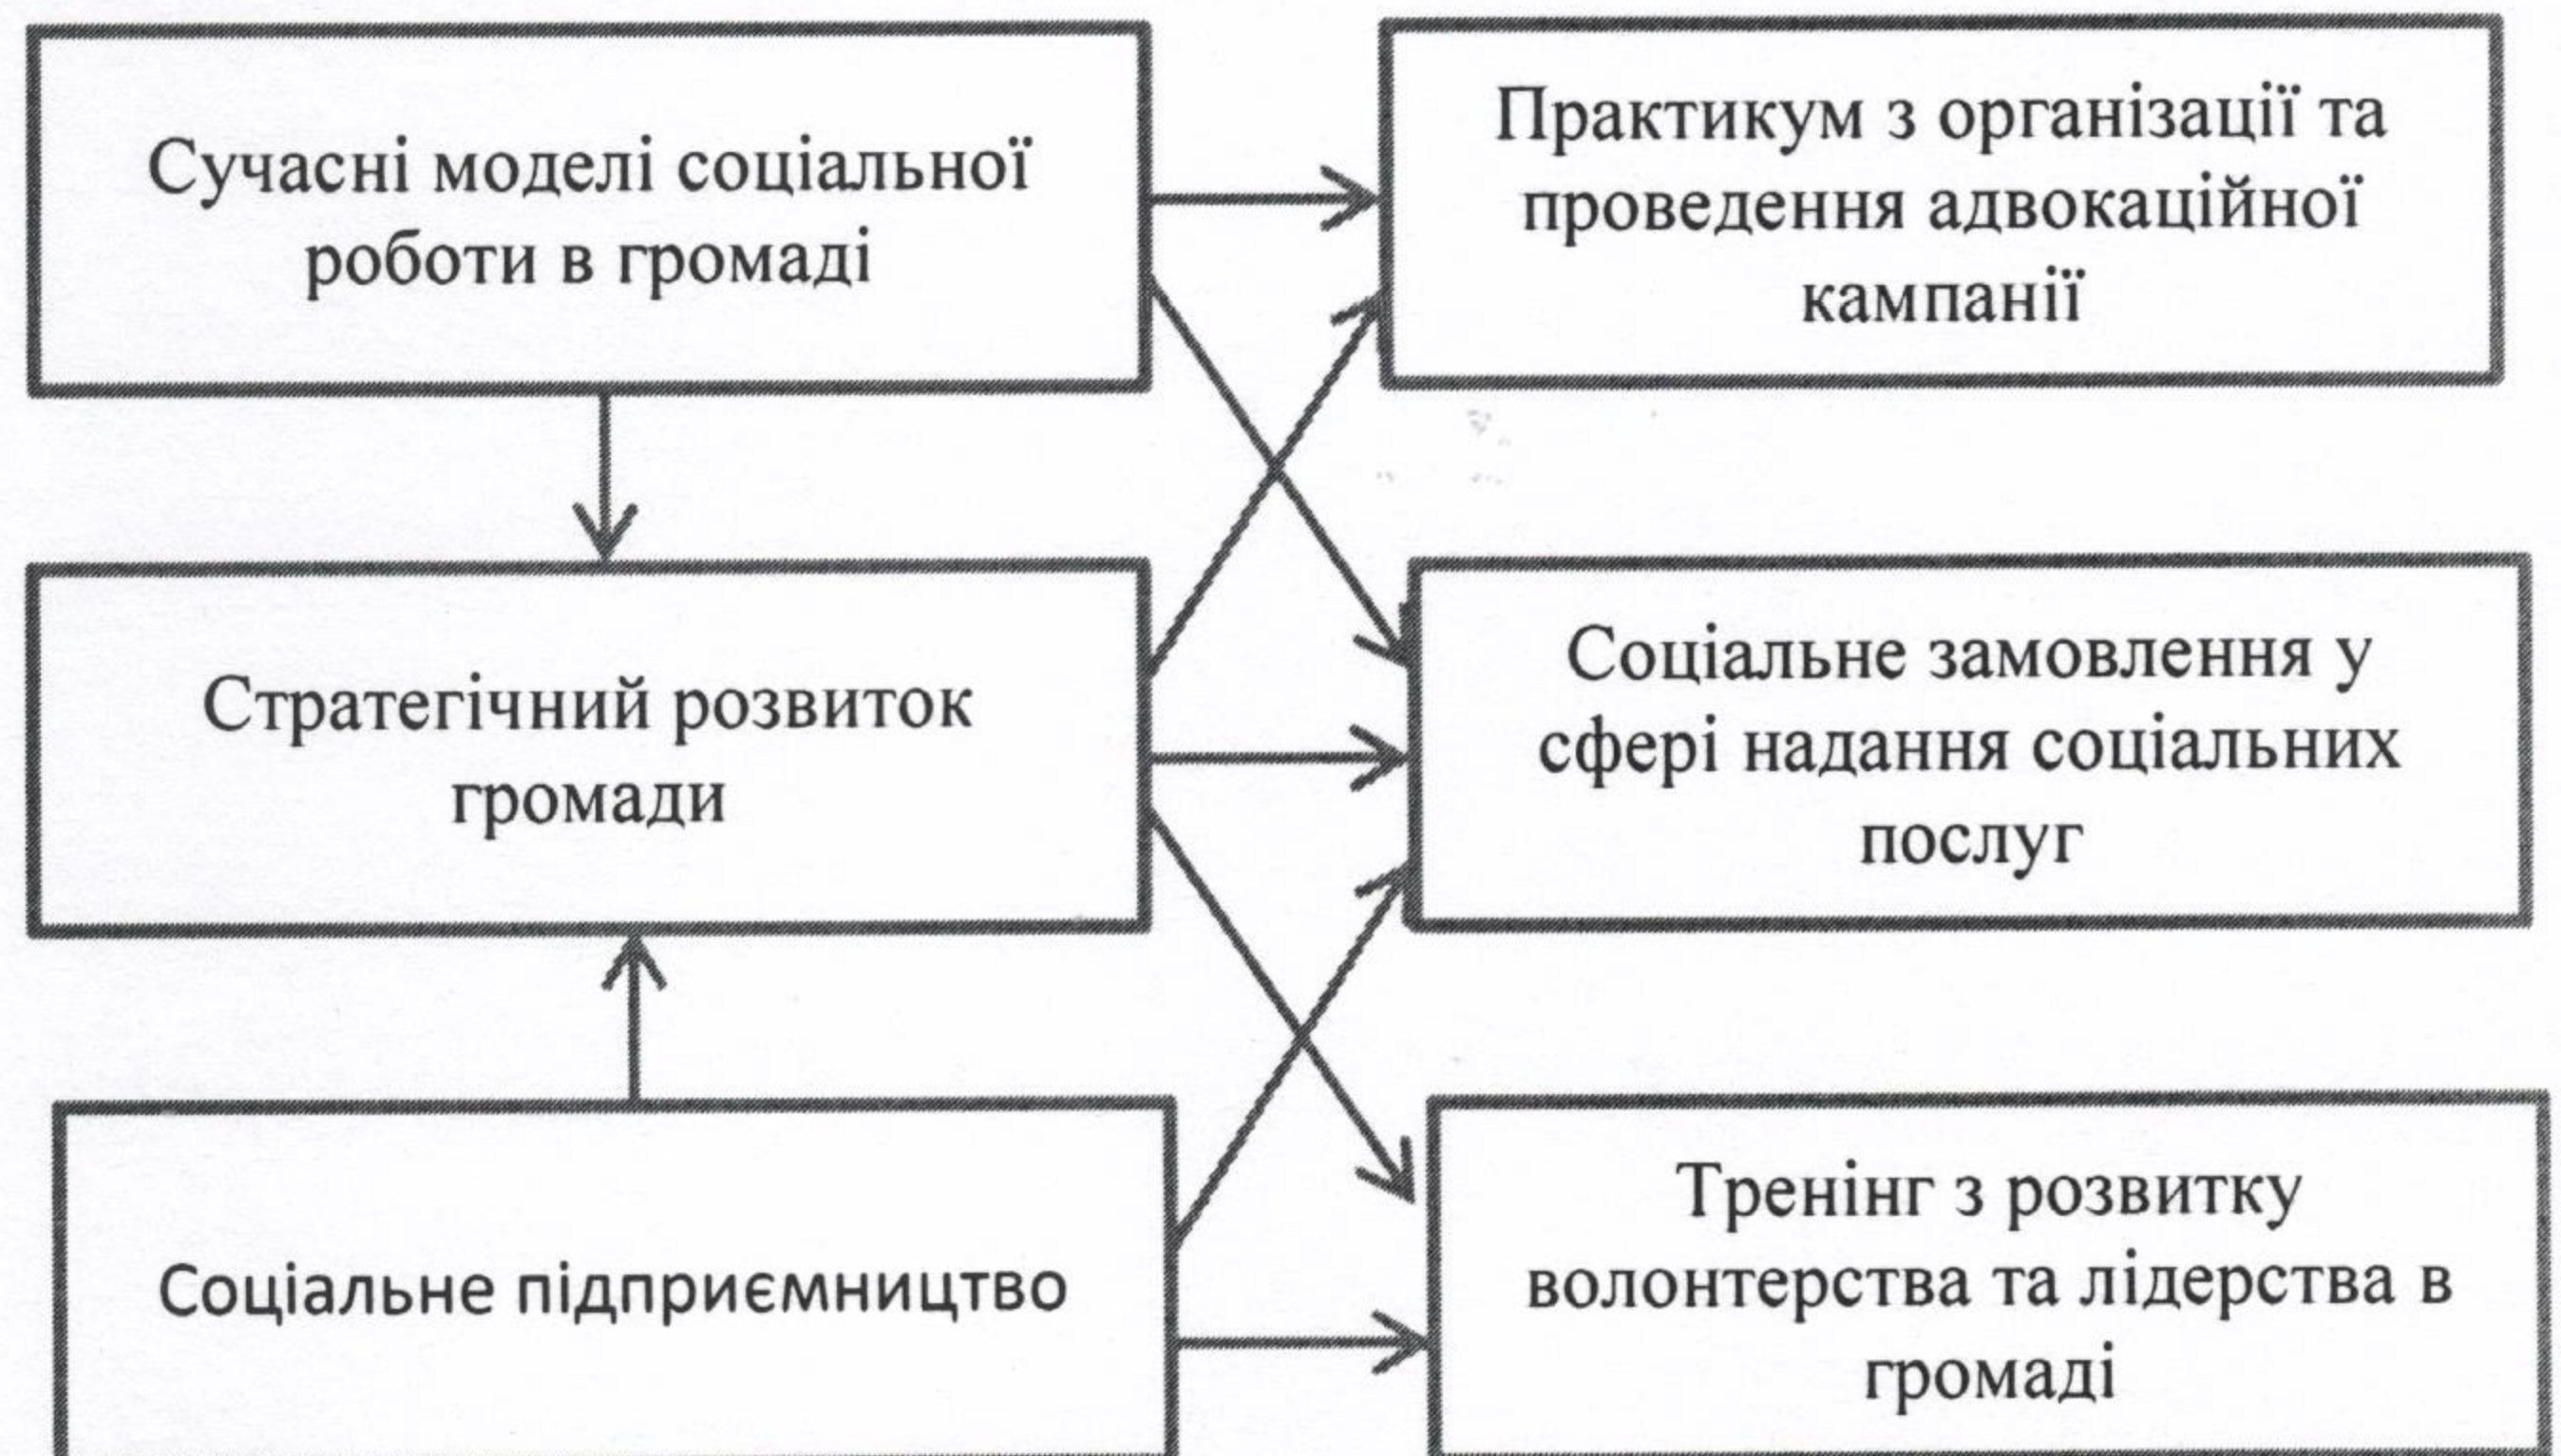 Сучасні моделі соціальної
роботи в громаді
Практикум з організації та
проведення адвокаційної
кампанії
Стратегічний розвиток
громади
Соціальне замовлення у
сфері надання соціальних
послуг
Соціальне підприємництво
Тренінг з розвитку
волонтерства та лідерства в
громаді